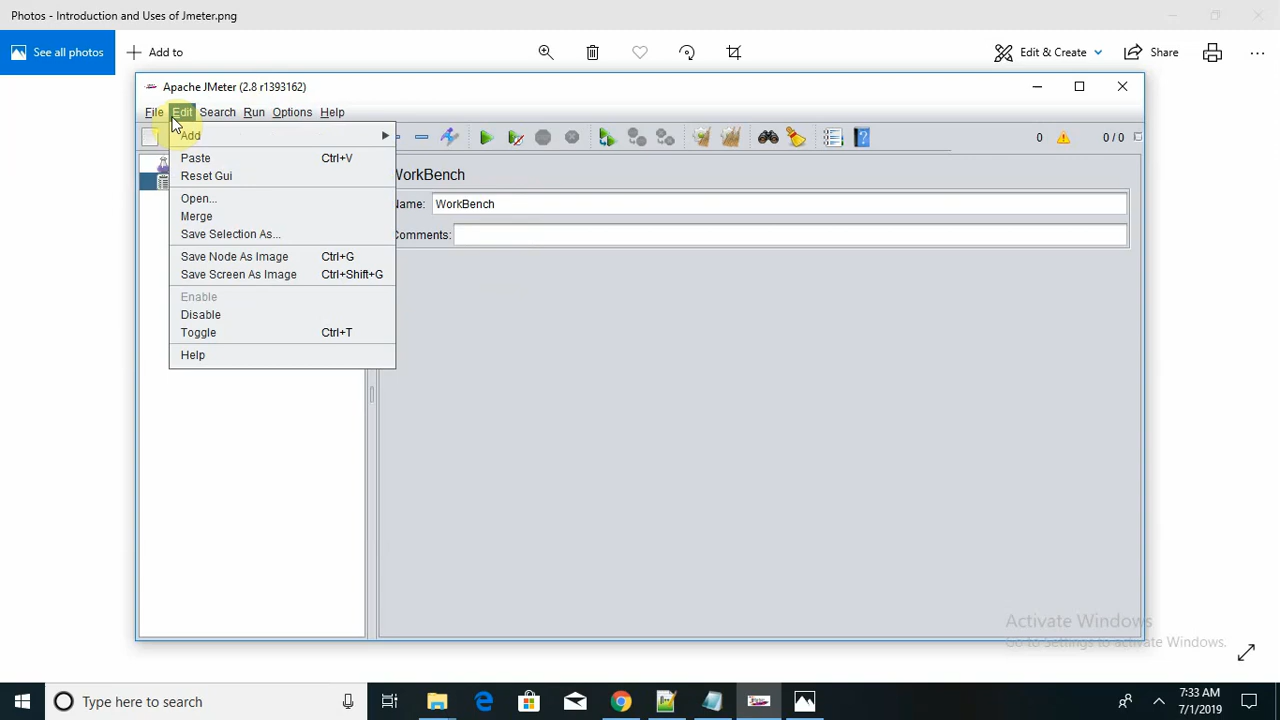 Photos - Introduction and Uses of Jmeter.png
See all photos
Add to
Edit & Create
Share
Apache JMeter (2.8 r1393162)
File Edit Search Run Options Help
0
0 / 0
Add
Paste Ctrl+V
Reset Gui
Open...
Merge
Save Selection As...
Save Node As Image Ctrl+G
Save Screen As Image Ctrl+Shift+G
Enable
Disable
Toggle Ctrl+T
Help
WorkBench
Name: WorkBench
Comments:
Activate Windows
Go to Settings to activate Windows.
Type here to search
7:33 AM
7/1/2019